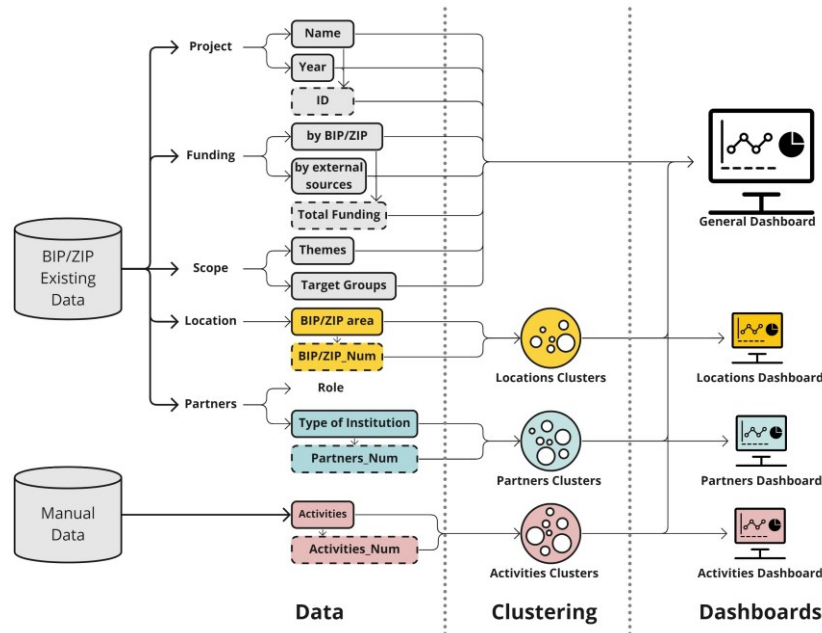 Project
Name
Year
ID
Funding
by BIP/ZIP
by external
sources
Total Funding
General Dashboard
BIP/ZIP
Existing
Data
Scope
Themes
Target Groups
Location
BIP/ZIP area
BIP/ZIP_Num
Locations Clusters
Locations Dashboard
Partners
Role
Type of Institution
Partners_Num
Partners Clusters
Partners Dashboard
Manual
Data
Activities
Activities_Num
Activities Clusters
Activities Dashboard
Data
Clustering
Dashboards